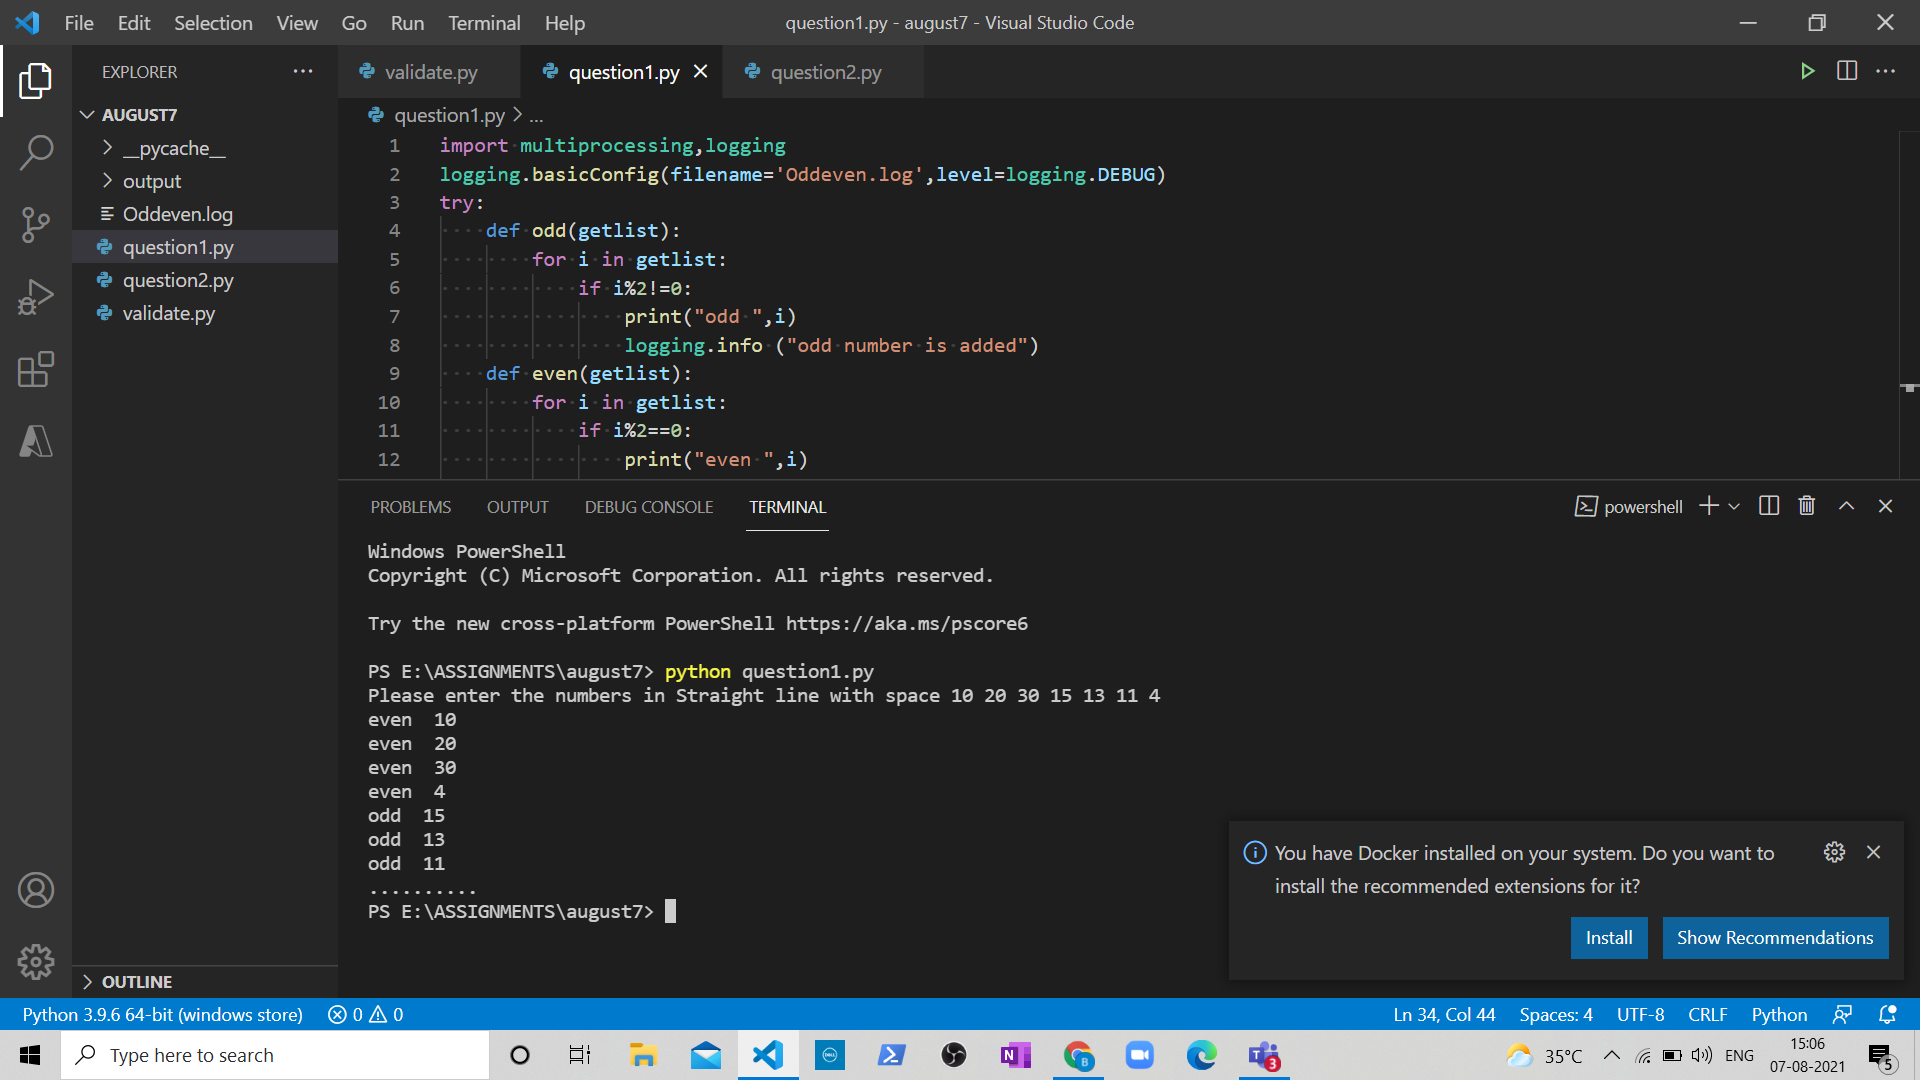 File Edit Selection View Go Run Terminal Help
question1.py - august7 - Visual Studio Code
EXPLORER
AUGUST7
__pycache__
output
Oddeven.log
question1.py
question2.py
validate.py
OUTLINE
validate.py question1.py question2.py
question1.py > ...
1 import multiprocessing,logging
2 logging.basicConfig(filename='Oddeven.log',level=logging.DEBUG)
3 try:
4 def odd(getlist):
5 for i in getlist:
6 if i%2!=0:
7 print("odd ",i)
8 logging.info ("odd number is added")
9 def even(getlist):
10 for i in getlist:
11 if i%2==0:
12 print("even ",i)
PROBLEMS OUTPUT DEBUG CONSOLE TERMINAL
powershell
Windows PowerShell
Copyright (C) Microsoft Corporation. All rights reserved.
Try the new cross-platform PowerShell https://aka.ms/pscore6
PS E:\ASSIGNMENTS\august7> python question1.py
Please enter the numbers in Straight line with space 10 20 30 15 13 11 4
even  10
even  20
even  30
even  4
odd  15
odd  13
odd  11
..........
PS E:\ASSIGNMENTS\august7>
You have Docker installed on your system. Do you want to
install the recommended extensions for it?
Install
Show Recommendations
Python 3.9.6 64-bit (windows store) 0 0
Ln 34, Col 44 Spaces: 4 UTF-8 CRLF Python
Type here to search
DELL
N
B
T
3
35°C
ENG
15:06
07-08-2021
5